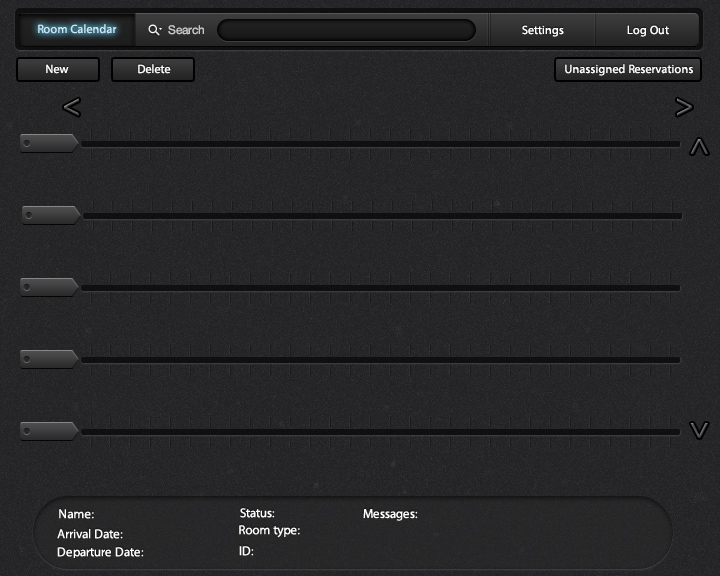 Room Calendar Search Settings Log Out
New Delete Unassigned Reservations
Name: Status: Messages:
Arrival Date: Room type:
Departure Date: ID: